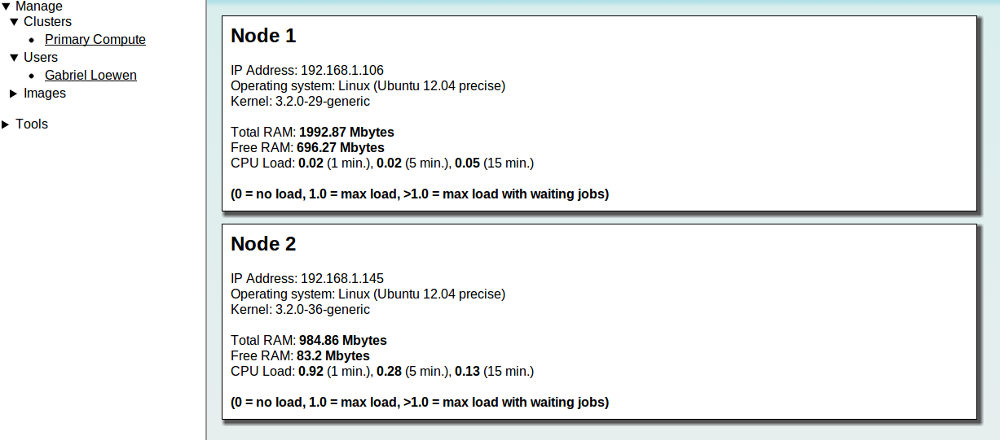 Manage
Clusters
Primary Compute
Users
Gabriel Loewen
Images
Tools
Node 1
IP Address: 192.168.1.106
Operating system: Linux (Ubuntu 12.04 precise)
Kernel: 3.2.0-29-generic
Total RAM: 1992.87 Mbytes
Free RAM: 696.27 Mbytes
CPU Load: 0.02 (1 min.), 0.02 (5 min.), 0.05 (15 min.)
(0 = no load, 1.0 = max load, >1.0 = max load with waiting jobs)
Node 2
IP Address: 192.168.1.145
Operating system: Linux (Ubuntu 12.04 precise)
Kernel: 3.2.0-36-generic
Total RAM: 984.86 Mbytes
Free RAM: 83.2 Mbytes
CPU Load: 0.92 (1 min.), 0.28 (5 min.), 0.13 (15 min.)
(0 = no load, 1.0 = max load, >1.0 = max load with waiting jobs)